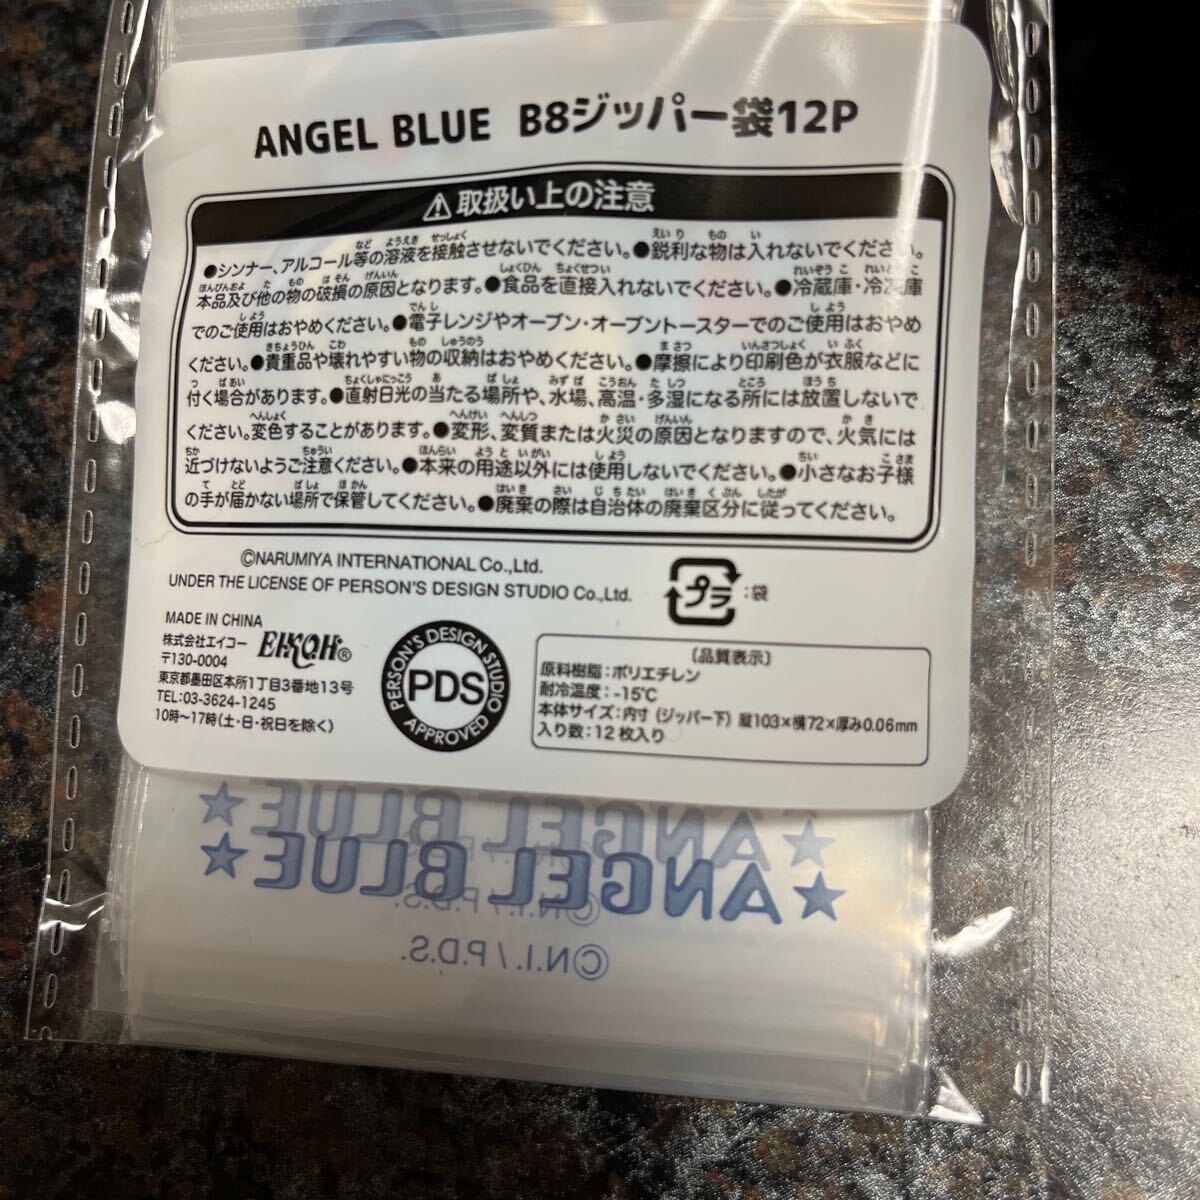 ANGEL BLUE B8ジッパー袋12P
⚠取扱い上の注意
●シンナー、アルコール等の溶液を接触させないでください。●鋭利な物は入れないでください。
本品及び他の物の破損の原因となります。●食品を直接入れないでください。●冷蔵庫・冷凍庫
でのご使用はおやめください。●電子レンジやオーブン・オーブントースターでのご使用はおやめ
ください。●貴重品や壊れやすい物の収納はおやめください。●摩擦により印刷色が衣服などに
付く場合があります。●直射日光の当たる場所や、水場、高温・多湿になる所には放置しないで
ください。変色することがあります。●変形、変質または火災の原因となりますので、火気には
近づけないようご注意ください。●本来の用途以外には使用しないでください。●小さなお子様
の手が届かない場所で保管してください。●廃棄の際は自治体の廃棄区分に従ってください。
©NARUMIYA INTERNATIONAL Co.,Ltd.
UNDER THE LICENSE OF PERSON'S DESIGN STUDIO Co.,Ltd.
プラ :袋
MADE IN CHINA
株式会社エイコー EIKOH®
〒130-0004
東京都墨田区本所1丁目3番地13号
TEL:03-3624-1245
10時〜17時(土・日・祝日を除く)
PERSON'S DESIGN STUDIO
PDS
APPROVED
〔品質表示〕
原料樹脂:ポリエチレン
耐冷温度:-15℃
本体サイズ:内寸(ジッパー下) 縦103×横72×厚み0.06mm
入り数:12枚入り
★ANGEL BLUE★
★ANGEL BLUE★
©N.I./P.D.S.
©N.I./P.D.S.